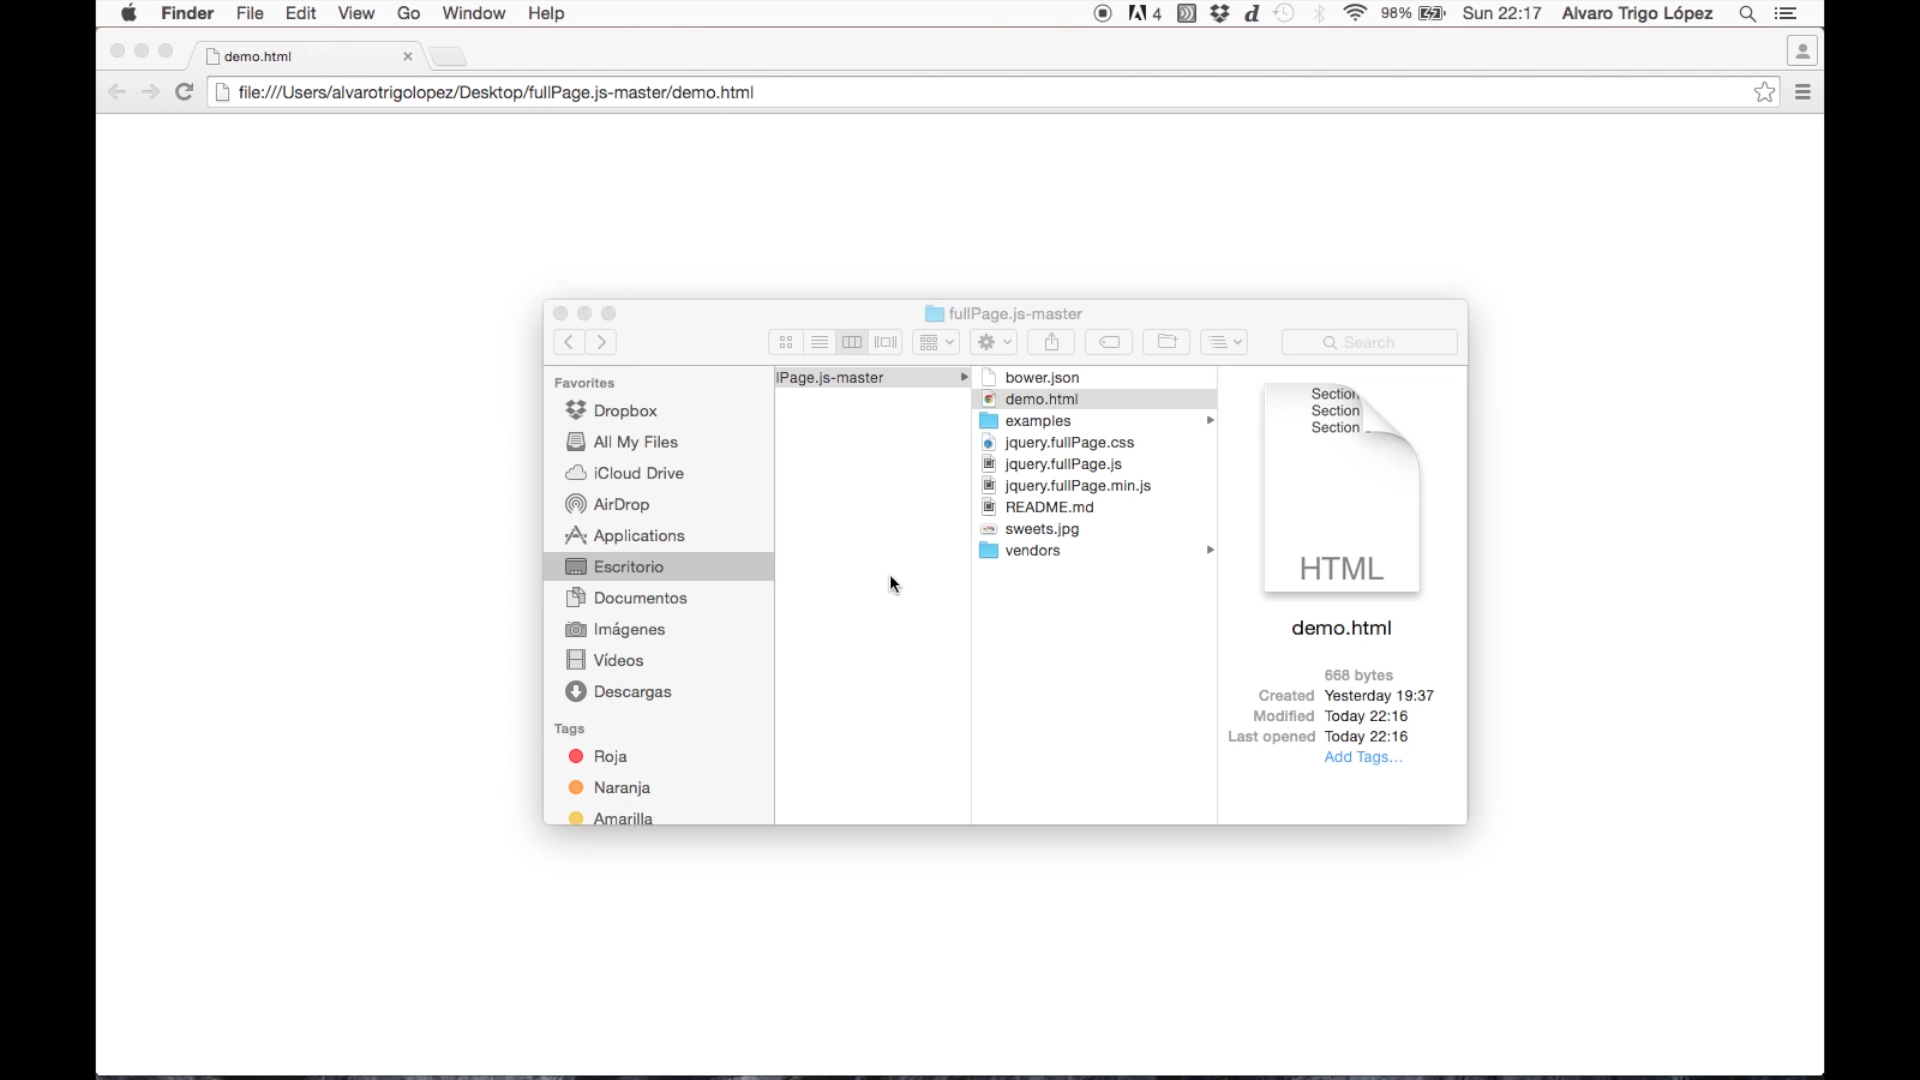 Finder File Edit View Go Window Help 4 98% Sun 22:17 Alvaro Trigo López
demo.html
file:///Users/alvarotrigolopez/Desktop/fullPage.js-master/demo.html
fullPage.js-master
Search
Favorites
Dropbox
All My Files
iCloud Drive
AirDrop
Applications
Escritorio
Documentos
Imágenes
Vídeos
Descargas
Tags
Roja
Naranja
Amarilla
lPage.js-master
bower.json
demo.html
examples
jquery.fullPage.css
jquery.fullPage.js
jquery.fullPage.min.js
README.md
sweets.jpg
vendors
Section
Section
Section
HTML
demo.html
668 bytes
Created Yesterday 19:37
Modified Today 22:16
Last opened Today 22:16
Add Tags...